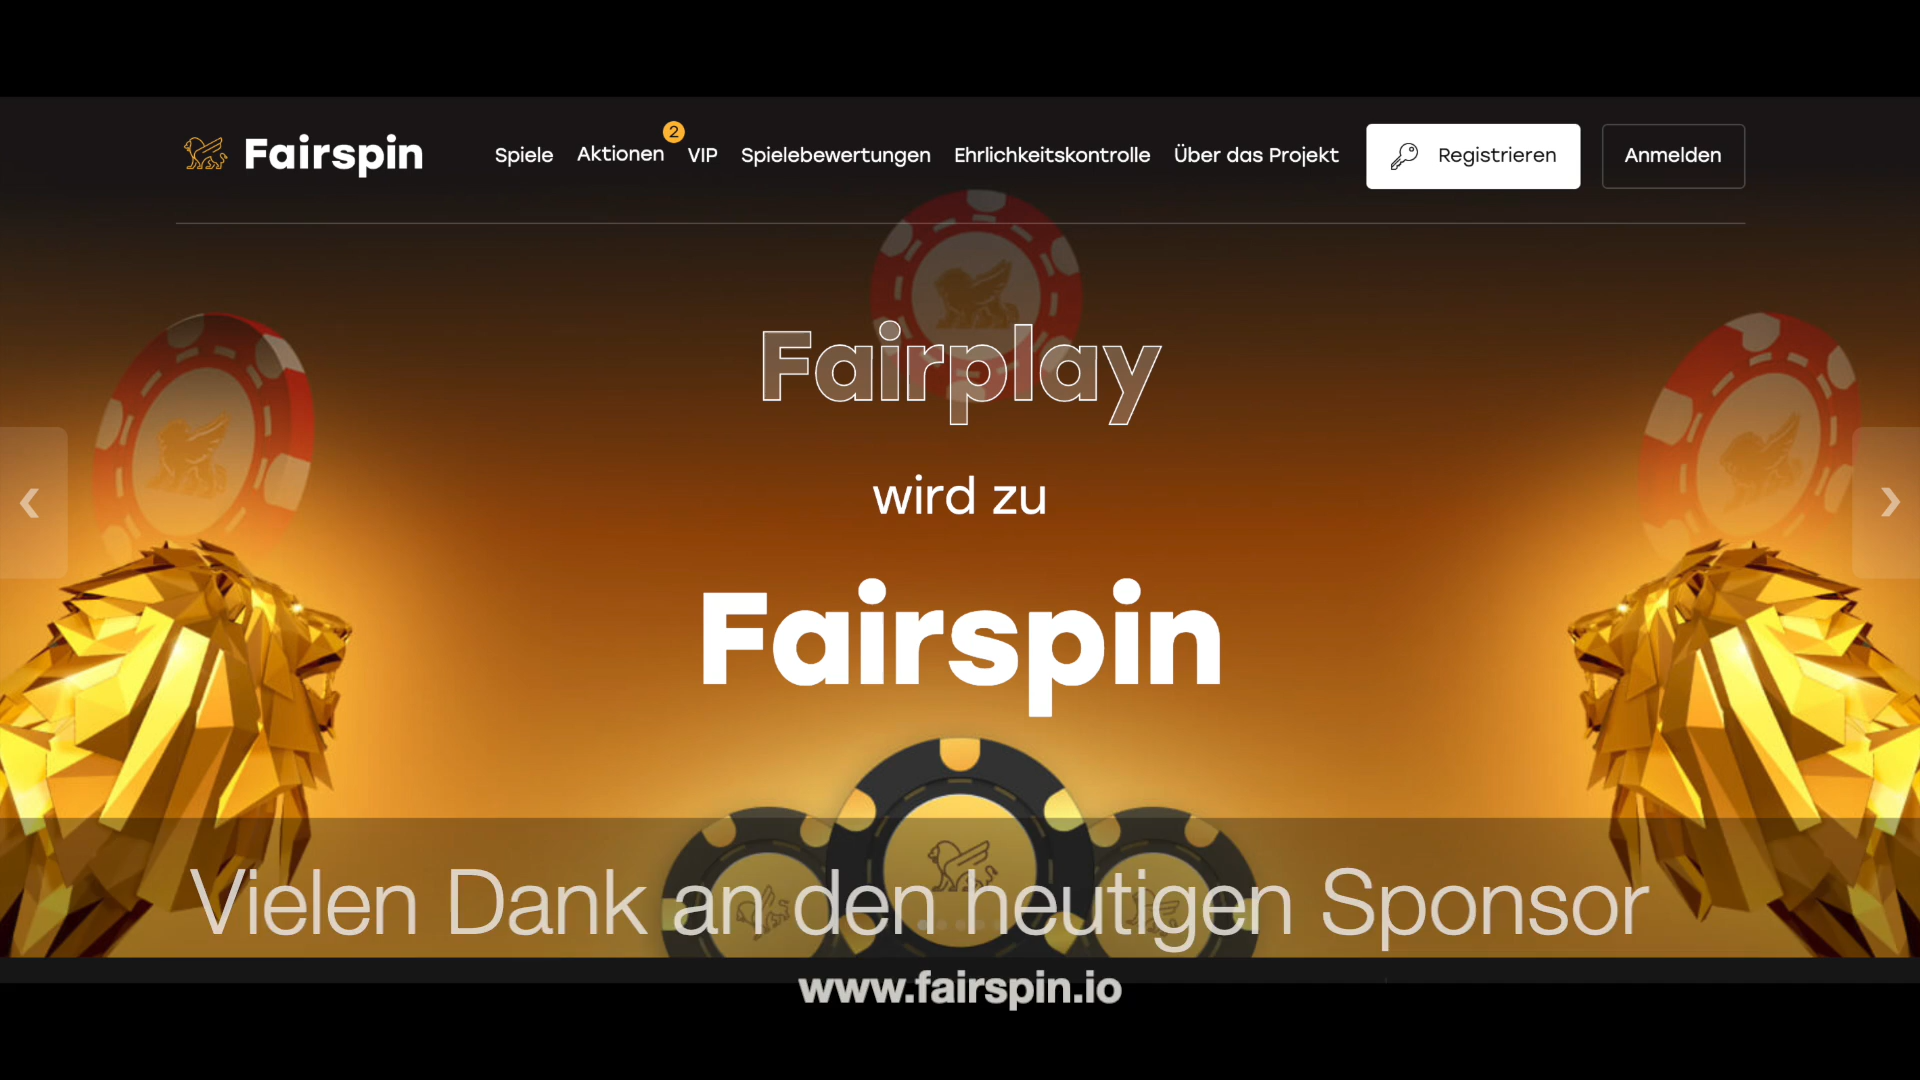 Fairspin
Spiele Aktionen 2 VIP Spielebewertungen Ehrlichkeitskontrolle Über das Projekt Registrieren Anmelden
Fairplay
wird zu
Fairspin
Vielen Dank an den heutigen Sponsor
www.fairspin.io